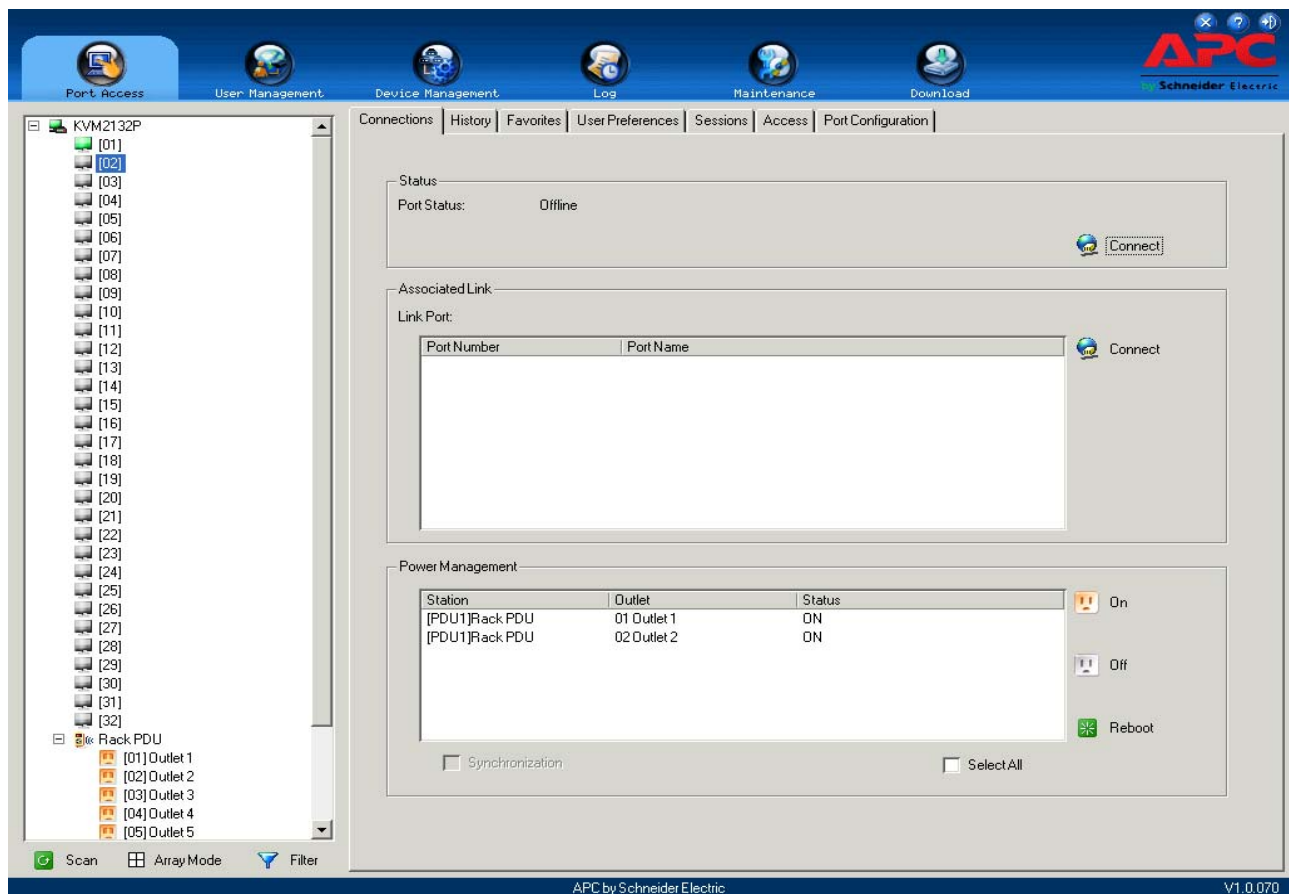 APC
by Schneider Electric
Port Access
User Management
Device Management
Log
Maintenance
Download
KVM2132P
[01]
[02]
[03]
[04]
[05]
[06]
[07]
[08]
[09]
[10]
[11]
[12]
[13]
[14]
[15]
[16]
[17]
[18]
[19]
[20]
[21]
[22]
[23]
[24]
[25]
[26]
[27]
[28]
[29]
[30]
[31]
[32]
Rack PDU
[01] Outlet 1
[02] Outlet 2
[03] Outlet 3
[04] Outlet 4
[05] Outlet 5
Scan Array Mode Filter
Connections History Favorites User Preferences Sessions Access Port Configuration
Status
Port Status: Offline
Connect
Associated Link
Link Port:
Port Number Port Name
Connect
Power Management
Station Outlet Status
[PDU1]Rack PDU 01 Outlet 1 ON
[PDU1]Rack PDU 02 Outlet 2 ON
On
Off
Reboot
Synchronization
Select All
APC by Schneider Electric
V1.0.070